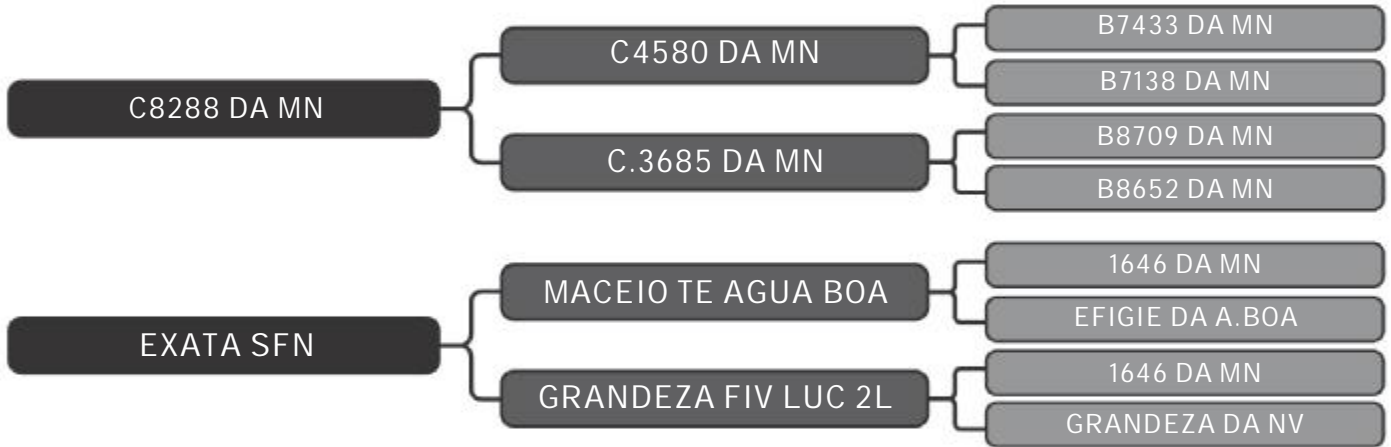 B7433 DA MN
C4580 DA MN
B7138 DA MN
C8288 DA MN
B8709 DA MN
C.3685 DA MN
B8652 DA MN
1646 DA MN
MACEIO TE AGUA BOA
EFIGIE DA A.BOA
EXATA SFN
1646 DA MN
GRANDEZA FIV LUC 2L
GRANDEZA DA NV